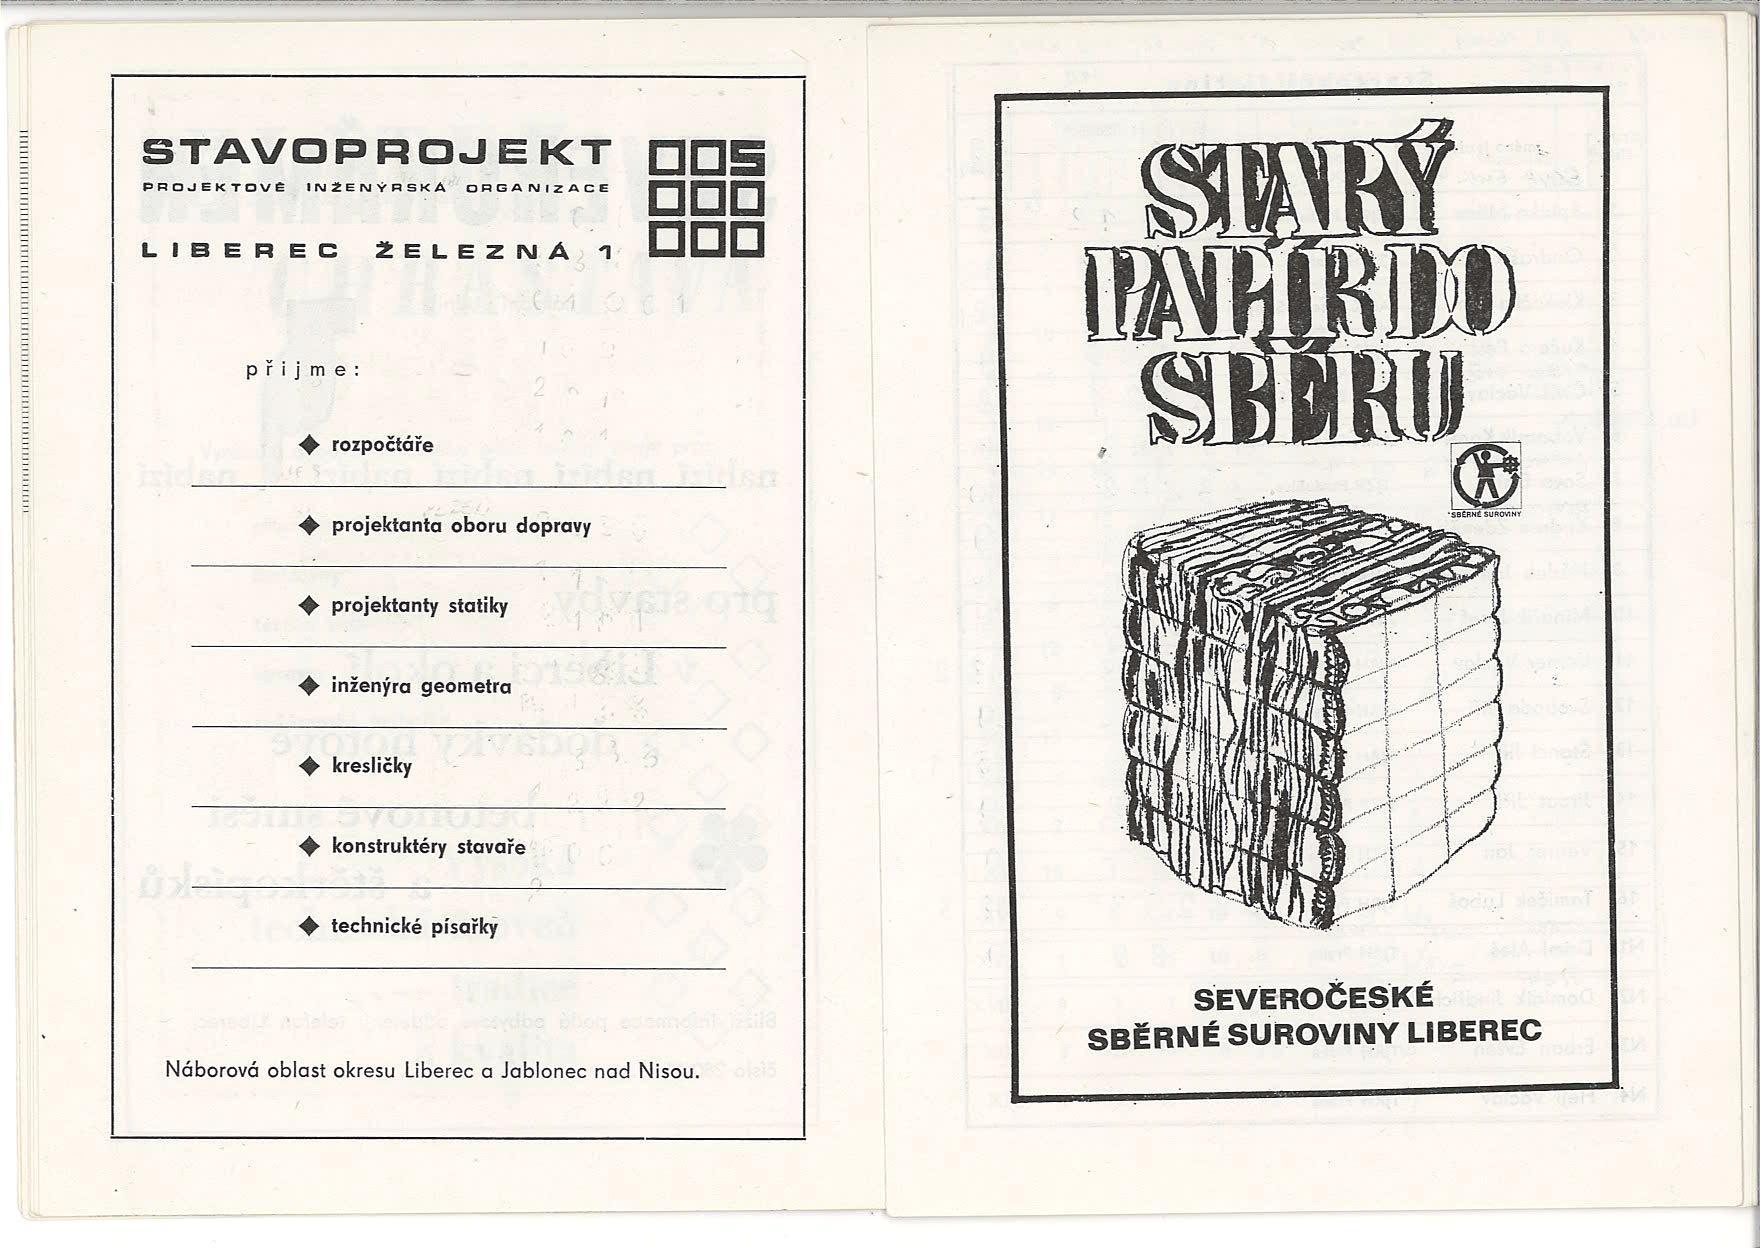 STAVOPROJEKT
PROJEKTOVĚ INŽENÝRSKÁ ORGANIZACE
LIBEREC ŽELEZNÁ 1
přijme:
rozpočtáře
projektanta oboru dopravy
projektanty statiky
inženýra geometra
kresličky
konstruktéry stavaře
technické písařky
Náborová oblast okresu Liberec a Jablonec nad Nisou.
STARÝ
PAPÍR DO
SBĚRU
SBĚRNÉ SUROVINY
SEVEROČESKÉ
SBĚRNÉ SUROVINY LIBEREC